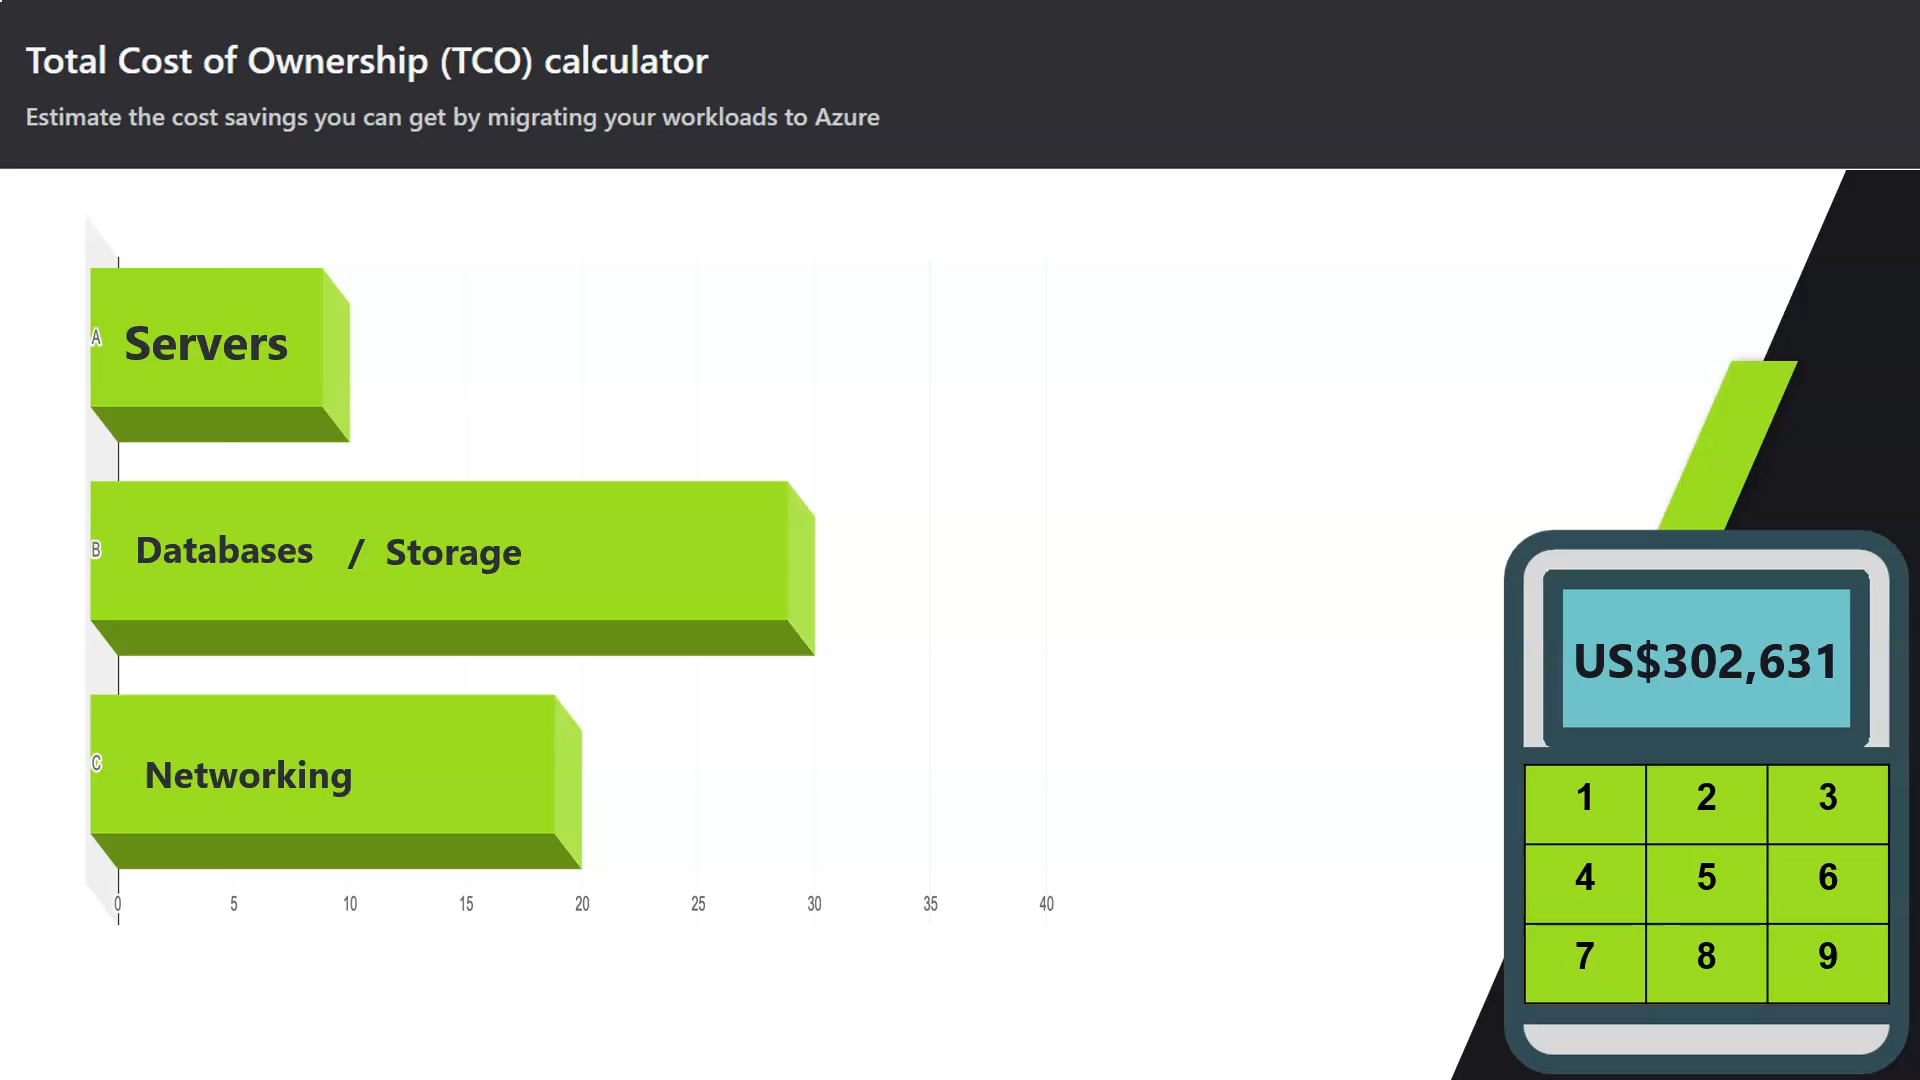 Total Cost of Ownership (TCO) calculator
Estimate the cost savings you can get by migrating your workloads to Azure
A
Servers
B
Databases / Storage
C
Networking
0 5 10 15 20 25 30 35 40
US$302,631
1 2 3
4 5 6
7 8 9